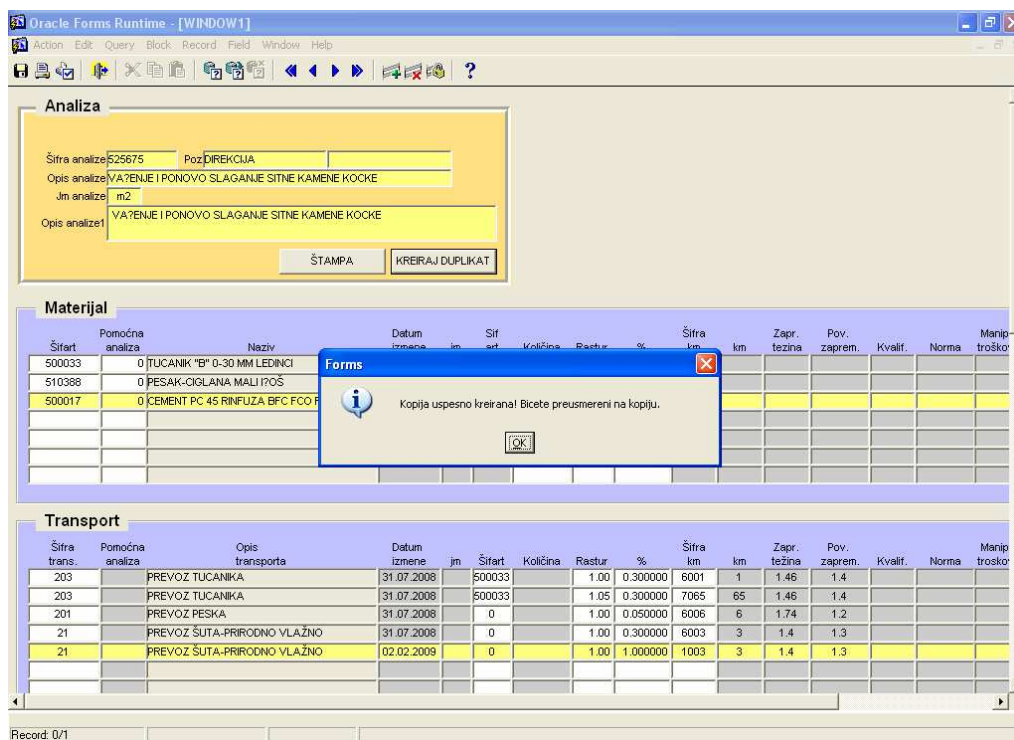 Oracle Forms Runtime - [WINDOW1]
Action Edit Query Block Record Field Window Help
Analiza
Šifra analize 525675 Poz DIREKCIJA
Opis analize VA?ENJE I PONOVO SLAGANJE SITNE KAMENE KOCKE
Jm analize m2
Opis analize1 VA?ENJE I PONOVO SLAGANJE SITNE KAMENE KOCKE
ŠTAMPA KREIRAJ DUPLIKAT
Materijal
Pomoćna Datum Sif Šifra Zapr. Pov. Manip
Šifart analiza Naziv izmene jm art Količina Rastur % km km tezina zaprem. Kvalif. Norma troško
500033 0 TUCANIK "B" 0-30 MM LEDINCI
510388 0 PESAK-CIGLANA MALI I?OŠ
500017 0 CEMENT PC 45 RINFUZA BFC FCO
Forms
Kopija uspesno kreirana! Bicete preusmereni na kopiju.
OK
Transport
Šifra Pomoćna Opis Datum Šifra Zapr. Pov. Manip
trans. analiza transporta izmene jm Šifart Količina Rastur % km km težina zaprem. Kvalif. Norma trosko
203 PREVOZ TUCANIKA 31.07.2008 500033 1.00 0.300000 6001 1 1.46 1.4
203 PREVOZ TUCANIKA 31.07.2008 500033 1.05 0.300000 7065 65 1.46 1.4
201 PREVOZ PESKA 31.07.2008 0 1.00 0.050000 6006 6 1.74 1.2
21 PREVOZ ŠUTA-PRIRODNO VLAŽNO 31.07.2008 0 1.00 0.300000 6003 3 1.4 1.3
21 PREVOZ ŠUTA-PRIRODNO VLAŽNO 02.02.2009 0 1.00 1.000000 1003 3 1.4 1.3
Record: 0/1